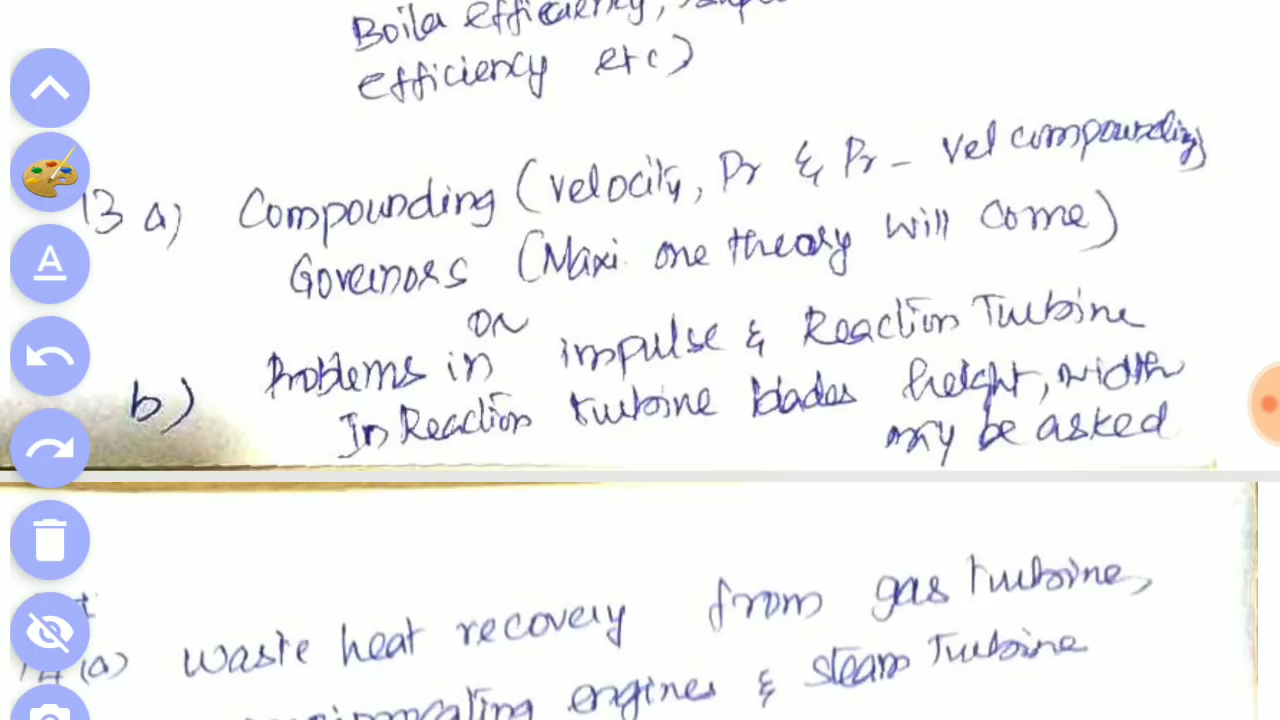 Boiler efficiency,
efficiency etc)
13 a) Compounding (velocity, Pr & Pr - vel compounding
Governors (Maxi. one theory will come)
or
b) Problems in impulse & Reaction Turbine
In Reaction turbine blades height, width
may be asked
14 (a) waste heat recovery from gas turbine,
engines & steam Turbine